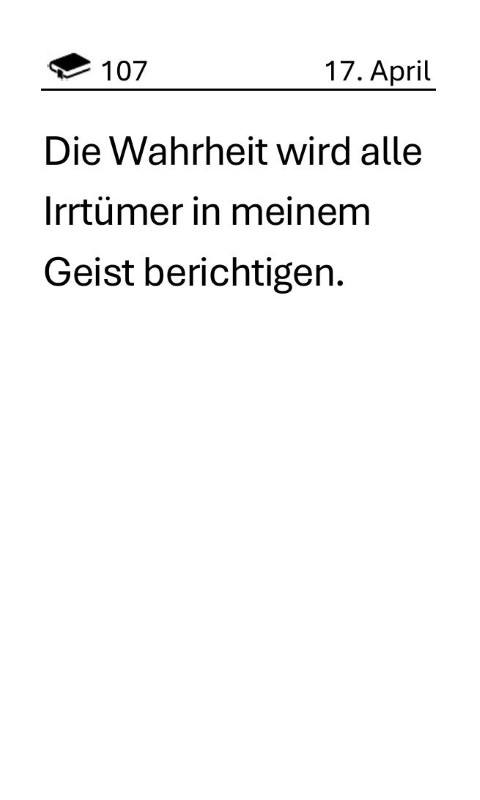 107 17. April
Die Wahrheit wird alle
Irrtümer in meinem
Geist berichtigen.